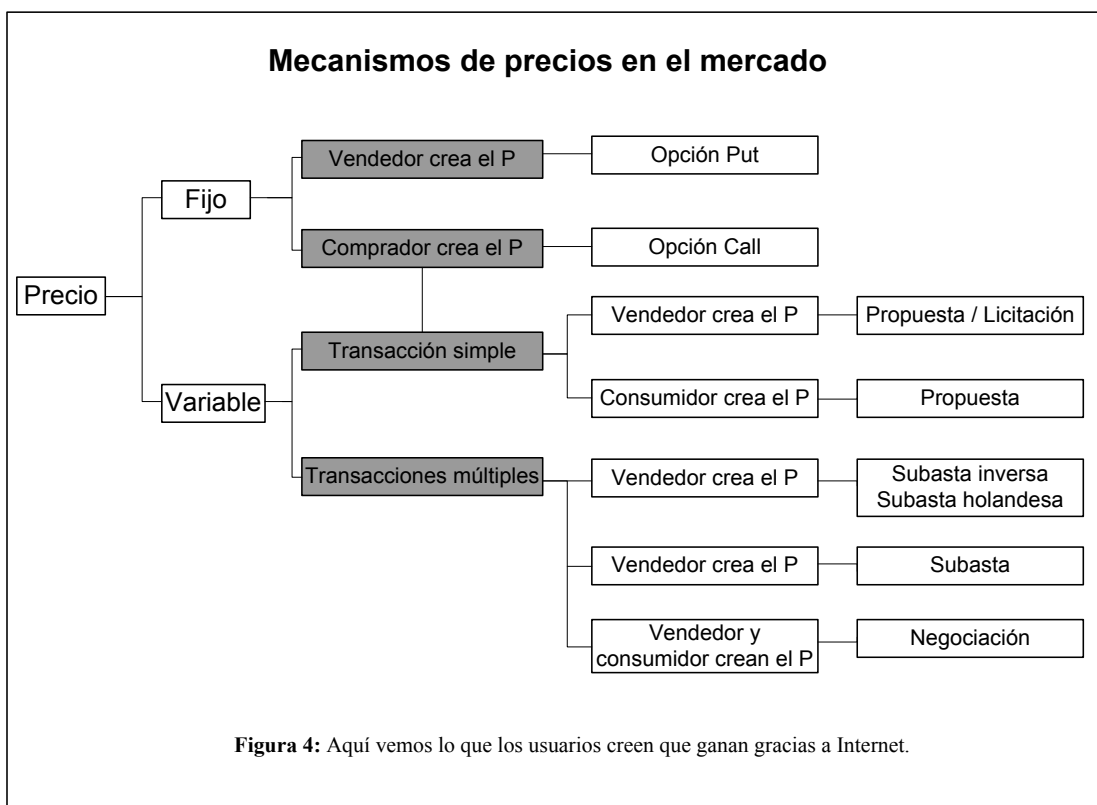 Mecanismos de precios en el mercado
Vendedor crea el P
Opción Put
Fijo
Comprador crea el P
Opción Call
Precio
Vendedor crea el P
Propuesta / Licitación
Transacción simple
Variable
Consumidor crea el P
Propuesta
Transacciones múltiples
Vendedor crea el P
Subasta inversa
Subasta holandesa
Vendedor crea el P
Subasta
Vendedor y
consumidor crean el P
Negociación
Figura 4: Aquí vemos lo que los usuarios creen que ganan gracias a Internet.